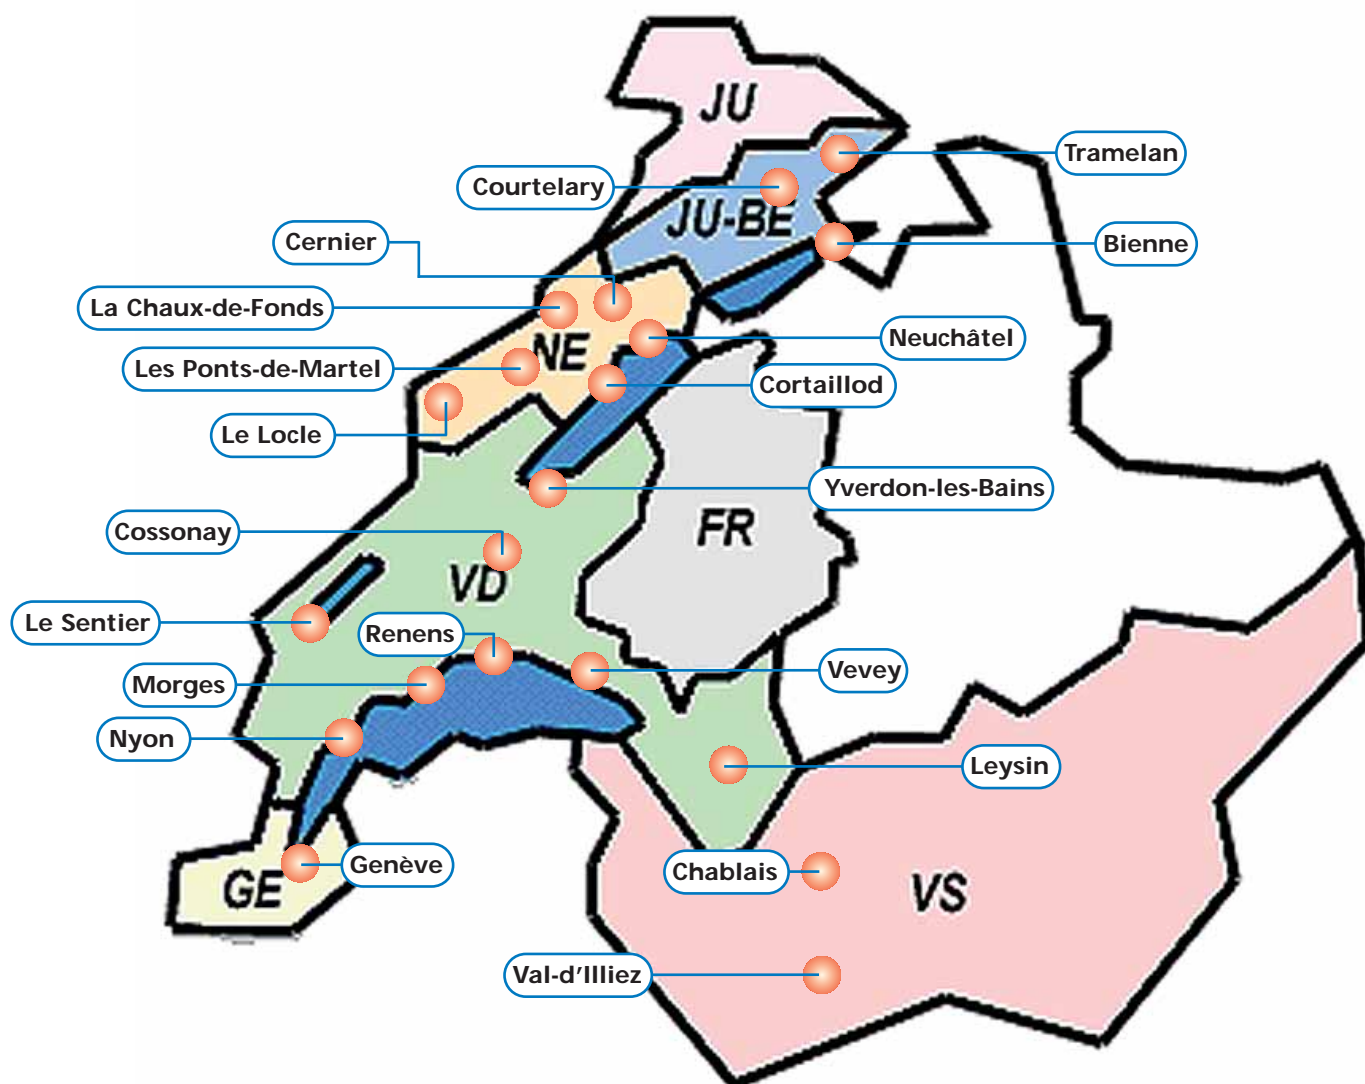 JU
Tramelan
Courtelary
JU-BE
Cernier
Bienne
La Chaux-de-Fonds
Neuchâtel
NE
Les Ponts-de-Martel
Cortaillod
Le Locle
Yverdon-les-Bains
Cossonay
FR
VD
Le Sentier
Renens
Vevey
Morges
Nyon
Leysin
Genève
Chablais
GE
VS
Val-d'Illiez